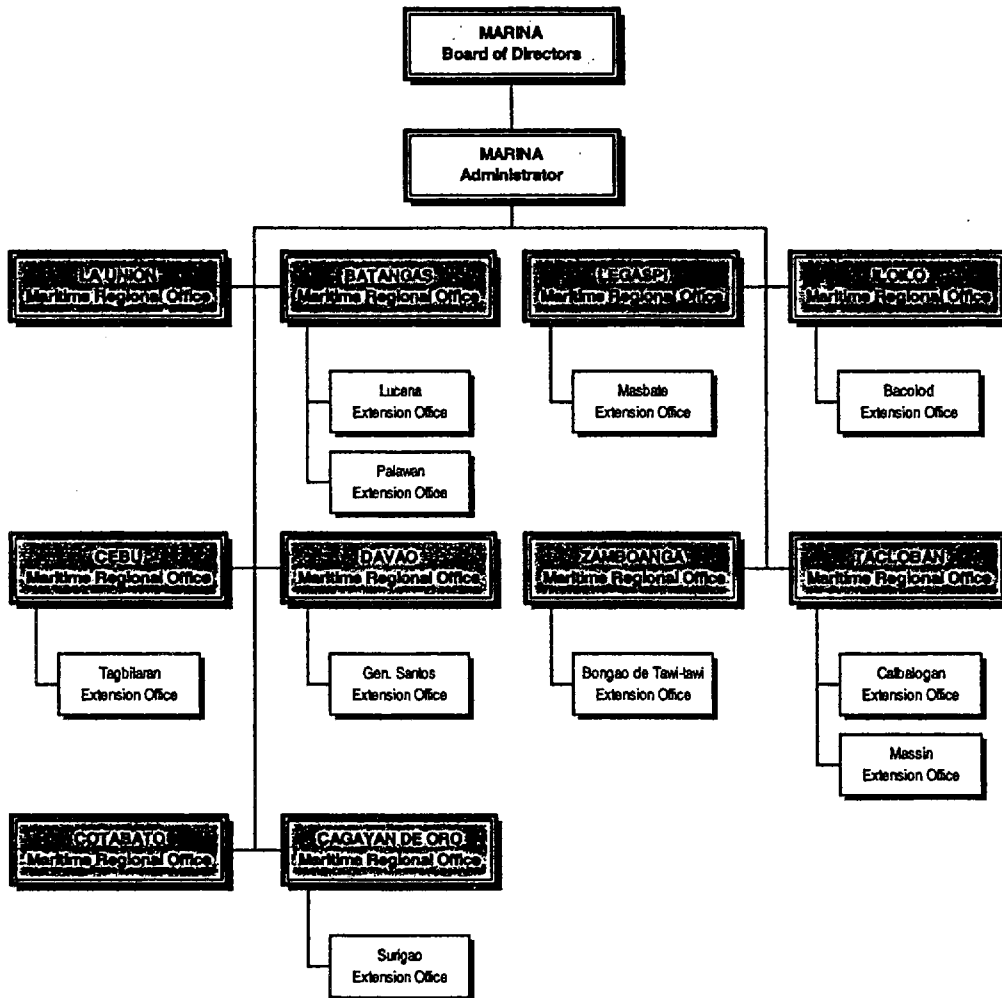 MARINA
Board of Directors
MARINA
Administrator
LA UNION
Maritime Regional Office
BATANGAS
Maritime Regional Office
LEGASPI
Maritime Regional Office
ILOILO
Maritime Regional Office
Lucena
Extension Office
Palawan
Extension Office
Masbate
Extension Office
Bacolod
Extension Office
CEBU
Maritime Regional Office
DAVAO
Maritime Regional Office
ZAMBOANGA
Maritime Regional Office
TACLOBAN
Maritime Regional Office
Tagbilaran
Extension Office
Gen. Santos
Extension Office
Bongao de Tawi-tawi
Extension Office
Calbalogan
Extension Office
Massin
Extension Office
COTABATO
Maritime Regional Office
CAGAYAN DE ORO
Maritime Regional Office
Surigao
Extension Office